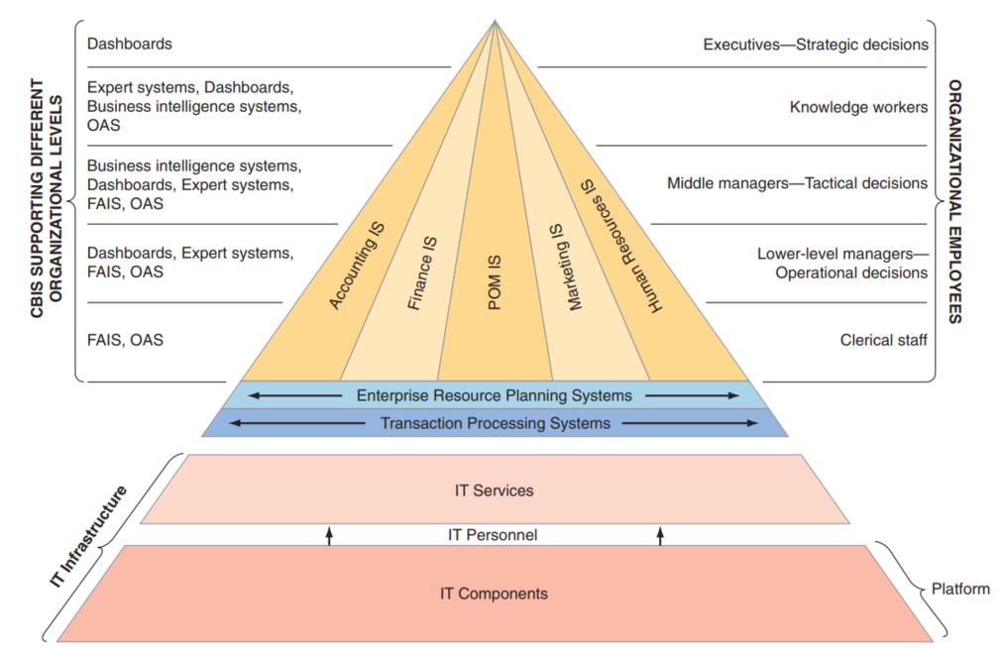 Dashboards
Executives—Strategic decisions
Expert systems, Dashboards,
Business intelligence systems,
OAS
Knowledge workers
Business intelligence systems,
Dashboards, Expert systems,
FAIS, OAS
Middle managers—Tactical decisions
Dashboards, Expert systems,
FAIS, OAS
Lower-level managers—
Operational decisions
FAIS, OAS
Clerical staff
CBIS SUPPORTING DIFFERENT
ORGANIZATIONAL LEVELS
ORGANIZATIONAL EMPLOYEES
Accounting IS
Finance IS
POM IS
Marketing IS
Human Resources IS
Enterprise Resource Planning Systems
Transaction Processing Systems
IT Infrastructure
IT Services
IT Personnel
IT Components
Platform